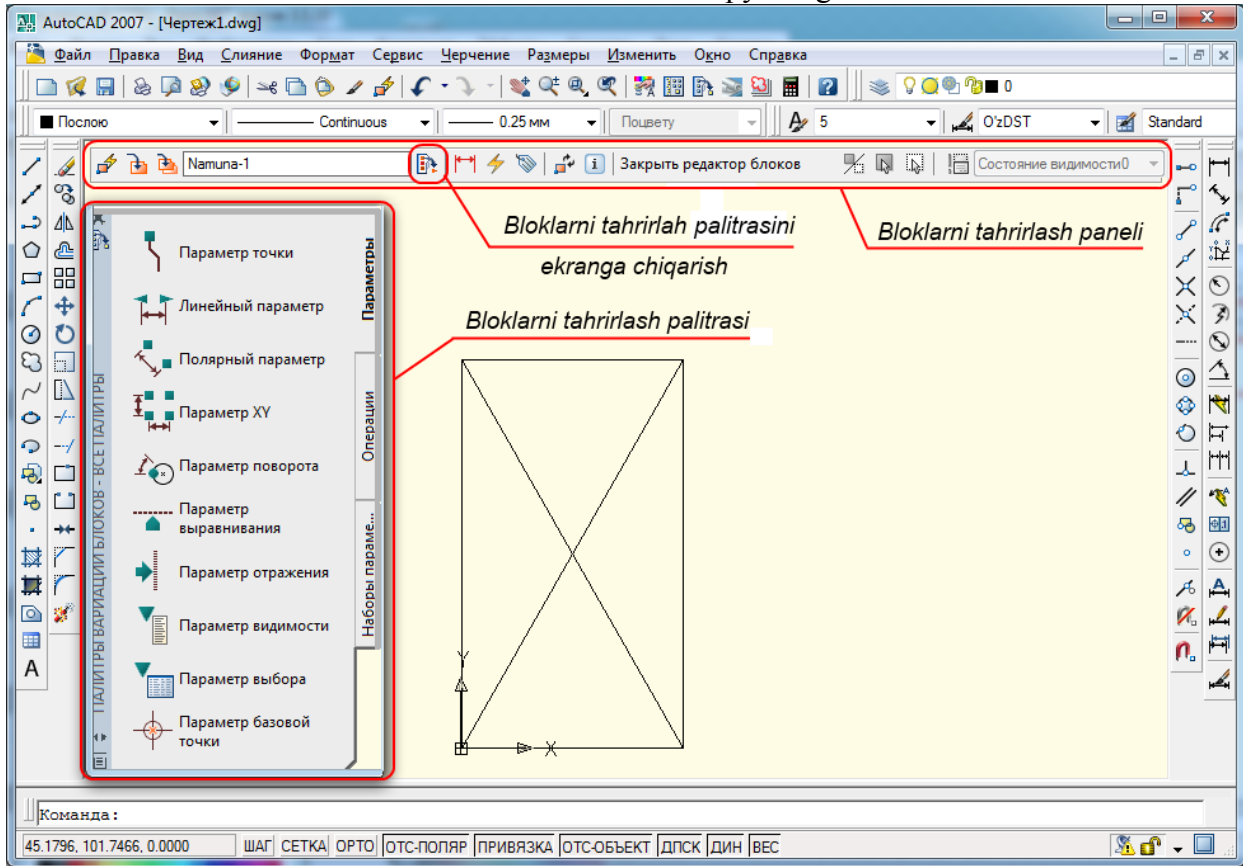 AutoCAD 2007 - [Чертеж1.dwg]
Файл Правка Вид Слияние Формат Сервис Черчение Размеры Изменить Окно Справка
0
Послою Continuous 0.25 мм Поцвету 5 O'zDST Standard
Namuna-1 Закрыть редактор блоков Состояние видимости0
Bloklarni tahrirlah palitrasini
ekranga chiqarish
Bloklarni tahrirlash paneli
Bloklarni tahrirlash palitrasi
Параметр точки
Линейный параметр
Полярный параметр
Параметр XY
Параметр поворота
Параметр
выравнивания
Параметр отражения
Параметр видимости
Параметр выбора
Параметр базовой
точки
Параметры
Операции
Наборы параме...
ПАЛИТРЫ ВАРИАЦИИ БЛОКОВ - ВСЕ ПАЛИТРЫ
A
Y
X
Команда:
45.1796, 101.7466, 0.0000 ШАГ СЕТКА ОРТО ОТС-ПОЛЯР ПРИВЯЗКА ОТС-ОБЪЕКТ ДПСК ДИН ВЕС